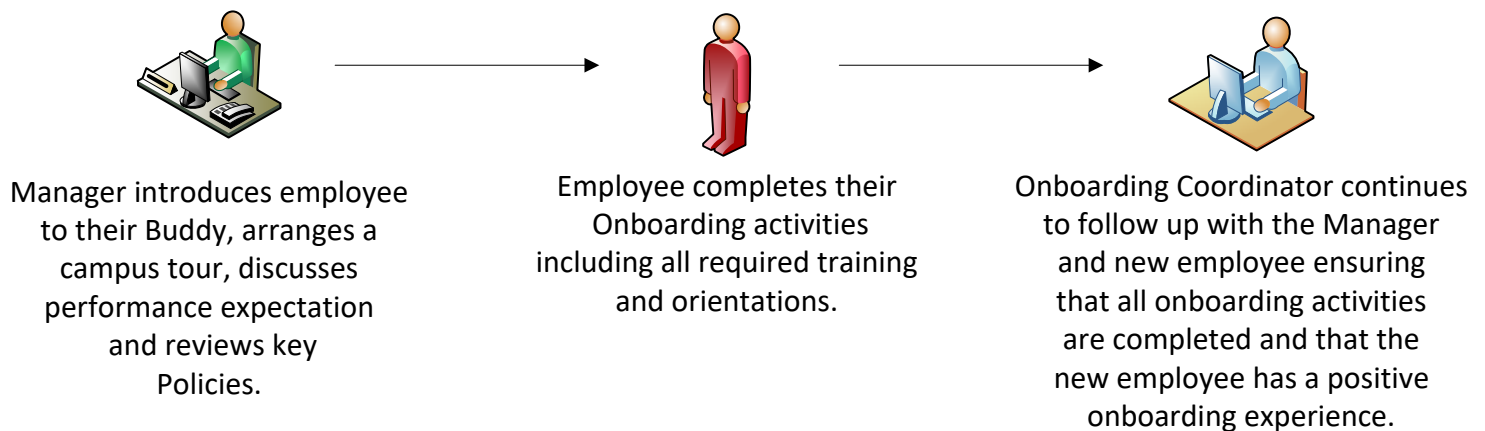 Manager introduces employee
to their Buddy, arranges a
campus tour, discusses
performance expectation
and reviews key
Policies.
Employee completes their
Onboarding activities
including all required training
and orientations.
Onboarding Coordinator continues
to follow up with the Manager
and new employee ensuring
that all onboarding activities
are completed and that the
new employee has a positive
onboarding experience.